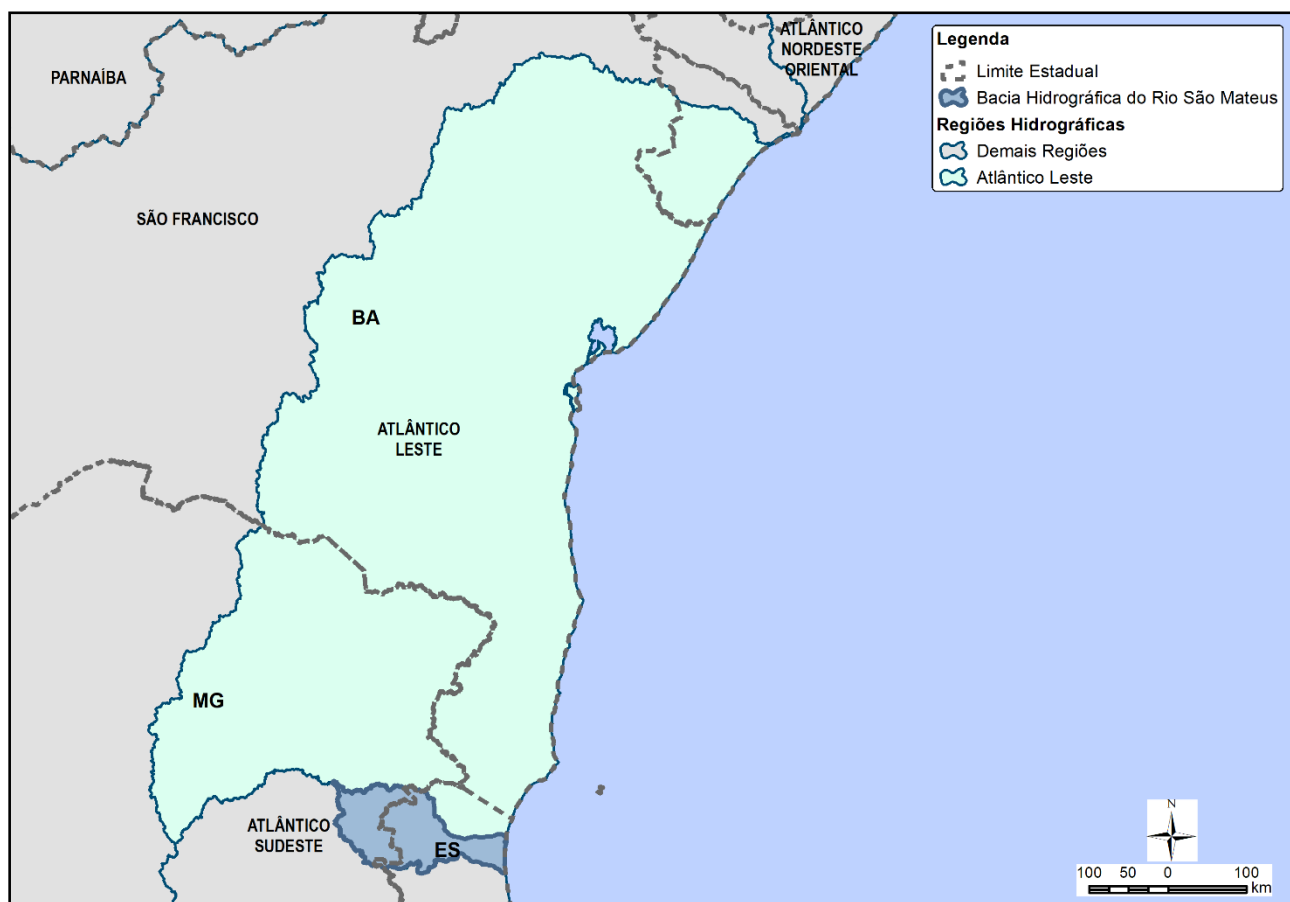 ATLÂNTICO
NORDESTE
ORIENTAL
PARNAÍBA
SÃO FRANCISCO
BA
ATLÂNTICO
LESTE
MG
ATLÂNTICO
SUDESTE
ES
Legenda
Limite Estadual
Bacia Hidrográfica do Rio São Mateus
Regiões Hidrográficas
Demais Regiões
Atlântico Leste
N
100 50 0 100
km